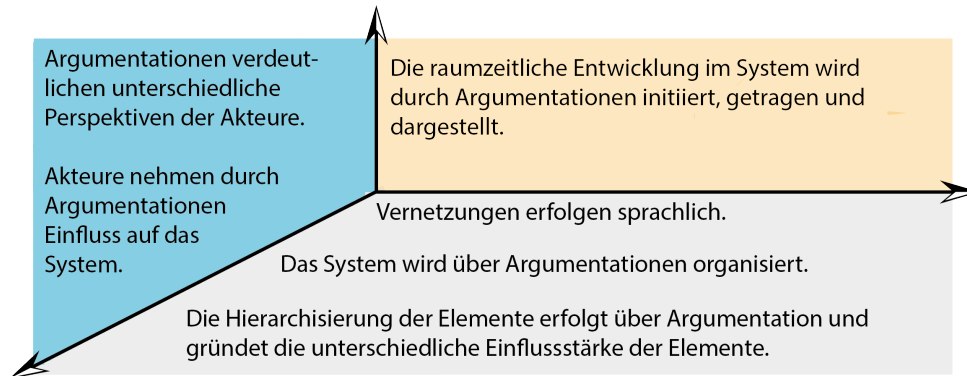 Argumentationen verdeut-
lichen unterschiedliche
Perspektiven der Akteure.
Akteure nehmen durch
Argumentationen
Einfluss auf das
System.
Die raumzeitliche Entwicklung im System wird
durch Argumentationen initiiert, getragen und
dargestellt.
Vernetzungen erfolgen sprachlich.
Das System wird über Argumentationen organisiert.
Die Hierarchisierung der Elemente erfolgt über Argumentation und
gründet die unterschiedliche Einflussstärke der Elemente.